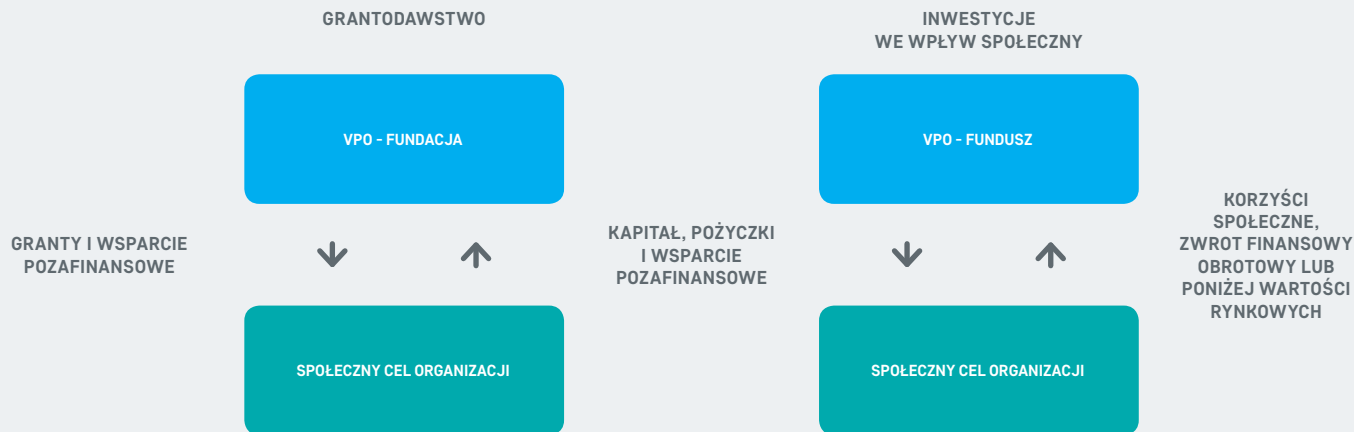 GRANTODAWSTWO
VPO - FUNDACJA
GRANTY I WSPARCIE
POZAFINANSOWE
SPOŁECZNY CEL ORGANIZACJI
INWESTYCJE
WE WPŁYW SPOŁECZNY
VPO - FUNDUSZ
KAPITAŁ, POŻYCZKI
I WSPARCIE
POZAFINANSOWE
KORZYŚCI
SPOŁECZNE,
ZWROT FINANSOWY
OBROTOWY LUB
PONIŻEJ WARTOŚCI
RYNKOWYCH
SPOŁECZNY CEL ORGANIZACJI